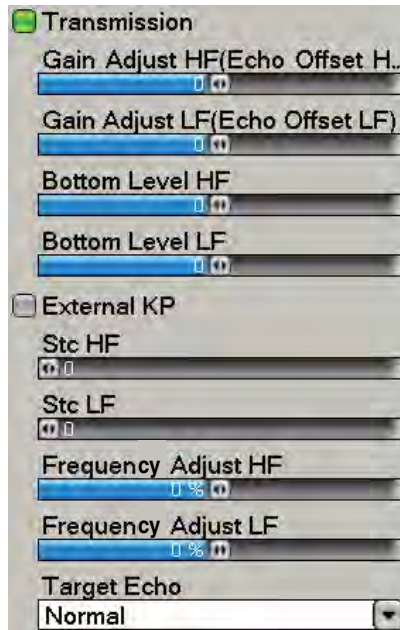 Transmission
Gain Adjust HF(Echo Offset H..
0
Gain Adjust LF(Echo Offset LF)
0
Bottom Level HF
0
Bottom Level LF
0
External KP
Stc HF
0
Stc LF
0
Frequency Adjust HF
0 %
Frequency Adjust LF
0 %
Target Echo
Normal